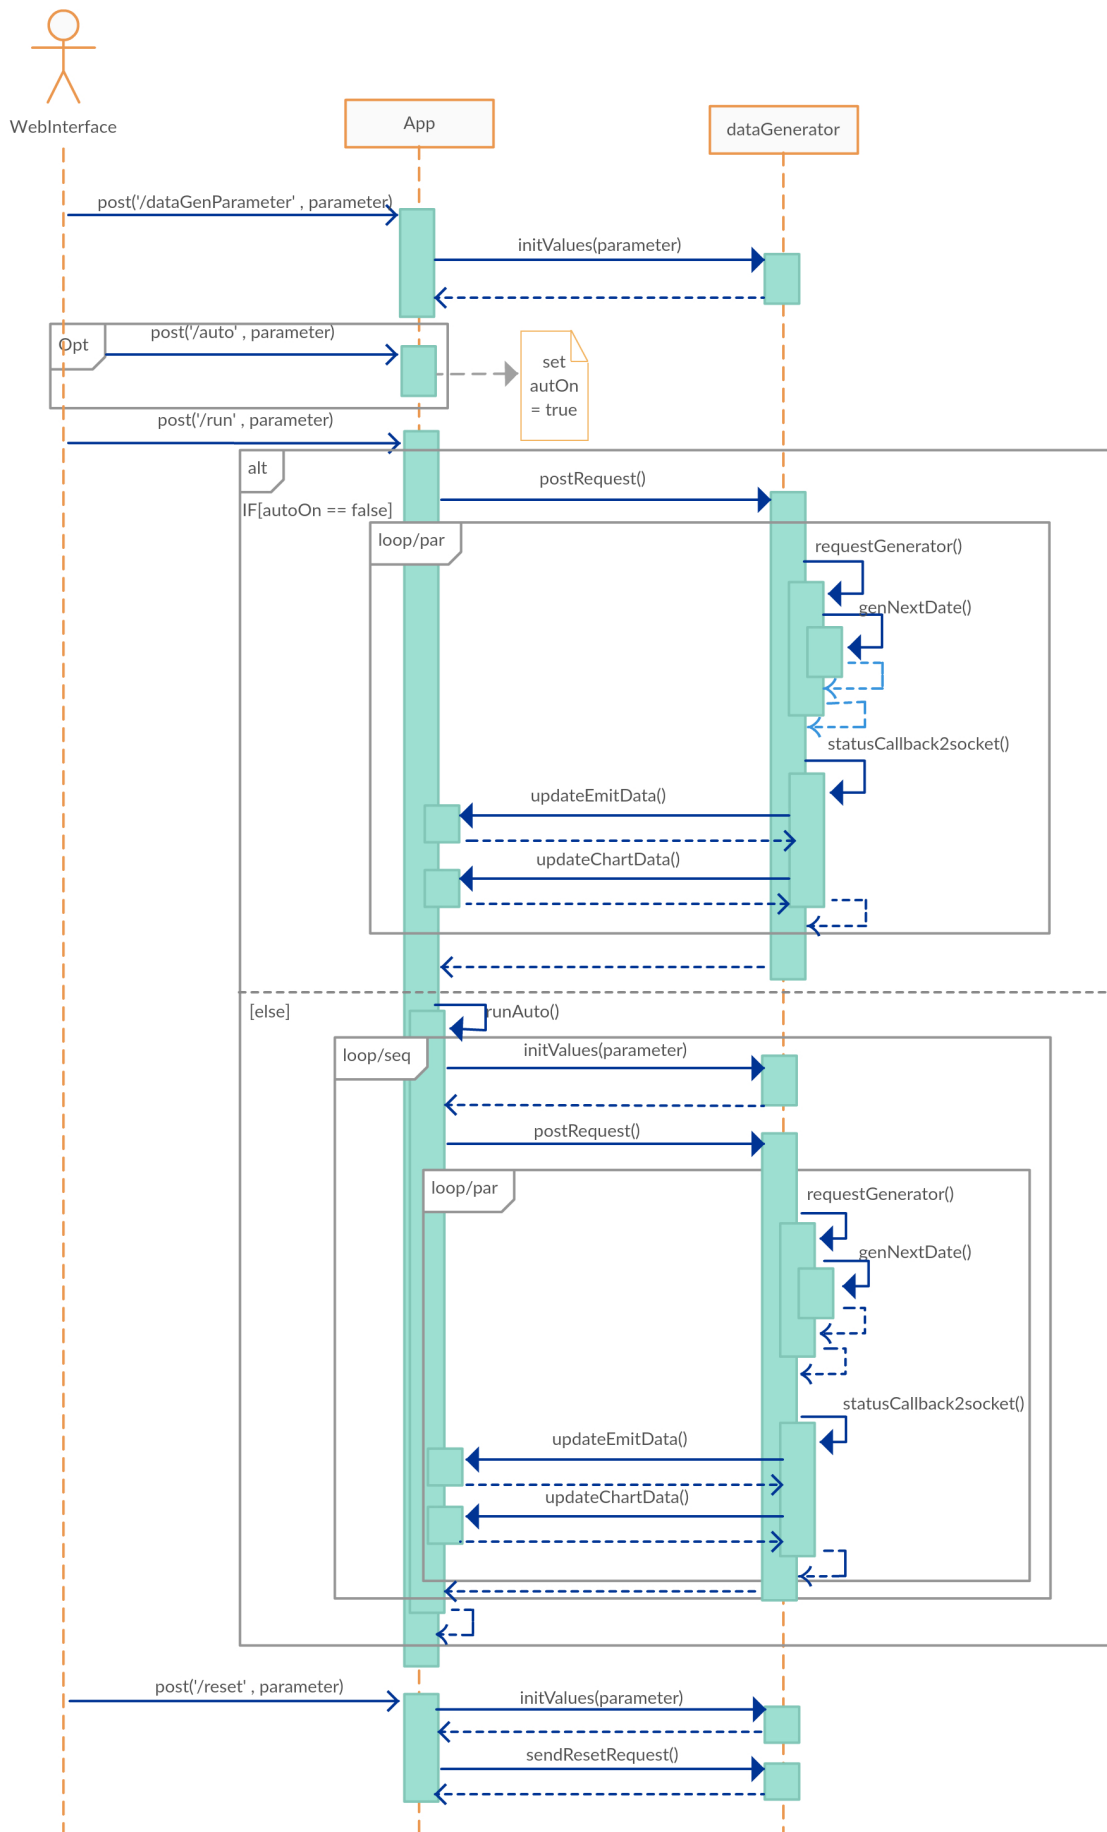 WebInterface
App
dataGenerator
post('/dataGenParameter' , parameter)
initValues(parameter)
Opt
post('/auto' , parameter)
set
autOn
= true
post('/run' , parameter)
alt
IF[autoOn == false]
postRequest()
loop/par
requestGenerator()
genNextDate()
statusCallback2socket()
updateEmitData()
updateChartData()
[else]
runAuto()
loop/seq
initValues(parameter)
postRequest()
loop/par
requestGenerator()
genNextDate()
statusCallback2socket()
updateEmitData()
updateChartData()
post('/reset' , parameter)
initValues(parameter)
sendResetRequest()